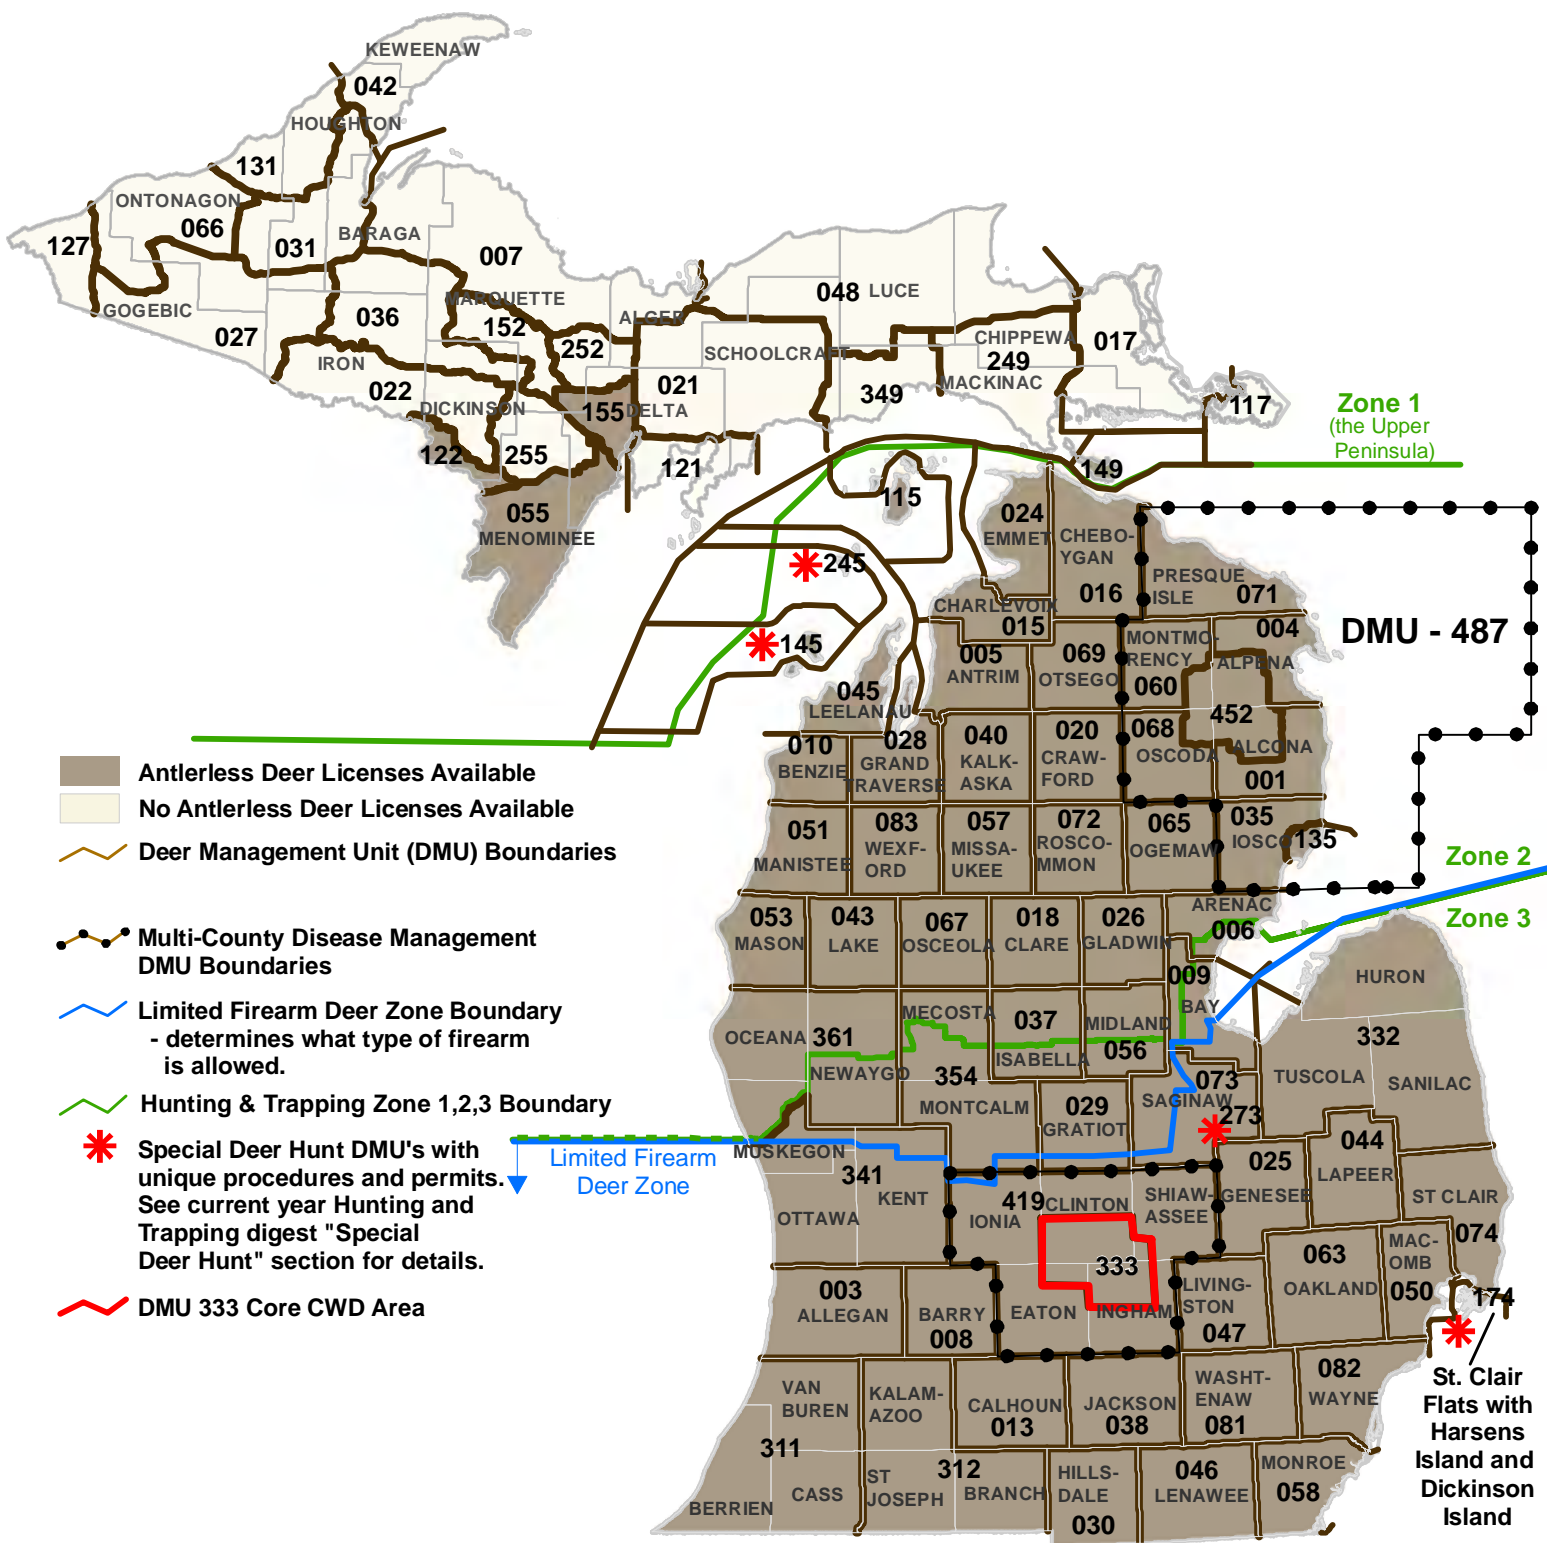 KEWEENAW
042
HOUGHTON
131
ONTONAGON
066
127
031
BARAGA
007
GOGEBIC
027
036
MARQUETTE
152
IRON
022
252
ALGER
048 LUCE
SCHOOLCRAFT
CHIPPEWA
249
017
MACKINAC
349
021
155 DELTA
DICKINSON
122
255
121
117
Zone 1
(the Upper
Peninsula)
149
115
055
MENOMINEE
024
EMMET
CHEBO-
YGAN
016
245
145
PRESQUE
ISLE
071
CHARLEVOIX
015
004
DMU - 487
MONTMO-
RENCY
ALPENA
005
ANTRIM
069
OTSEGO
060
045
LEELANAU
452
010
BENZIE
028
GRAND
TRAVERSE
040
KALK-
ASKA
020
CRAW-
FORD
068
OSCODA
ALCONA
001
051
MANISTEE
083
WEXF-
ORD
057
MISSA-
UKEE
072
ROSCO-
MMON
065
OGEMAW
035
IOSCO
135
Zone 2
Zone 3
053
MASON
043
LAKE
067
OSCEOLA
018
CLARE
026
GLADWIN
ARENAC
006
009
BAY
HURON
OCEANA
361
NEWAYGO
MECOSTA
037
ISABELLA
MIDLAND
056
332
TUSCOLA
SANILAC
354
MONTCALM
029
GRATIOT
073
SAGINAW
273
MUSKEGON
341
KENT
OTTAWA
419
IONIA
CLINTON
SHIAW-
ASSEE
025
GENESEE
044
LAPEER
ST CLAIR
074
333
EATON
INGHAM
LIVING-
STON
047
063
OAKLAND
MAC-
OMB
050
174
003
ALLEGAN
BARRY
008
VAN
BUREN
KALAM-
AZOO
CALHOUN
013
JACKSON
038
WASHT-
ENAW
081
082
WAYNE
311
BERRIEN
CASS
ST
JOSEPH
312
BRANCH
HILLS-
DALE
030
046
LENAWEE
MONROE
058
St. Clair
Flats with
Harsens
Island and
Dickinson
Island
Antlerless Deer Licenses Available
No Antlerless Deer Licenses Available
Deer Management Unit (DMU) Boundaries
Multi-County Disease Management
DMU Boundaries
Limited Firearm Deer Zone Boundary
- determines what type of firearm
is allowed.
Hunting & Trapping Zone 1,2,3 Boundary
Special Deer Hunt DMU's with
unique procedures and permits.
See current year Hunting and
Trapping digest "Special
Deer Hunt" section for details.
DMU 333 Core CWD Area
Limited Firearm
Deer Zone